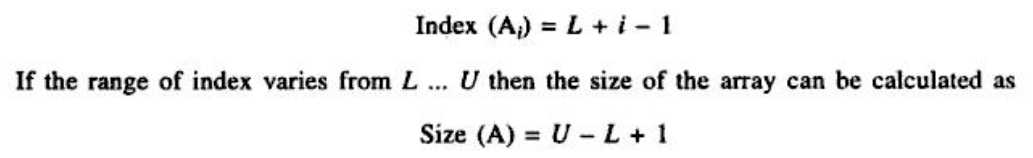 Index (Aᵢ) = L + i – 1
If the range of index varies from L ... U then the size of the array can be calculated as
Size (A) = U – L + 1